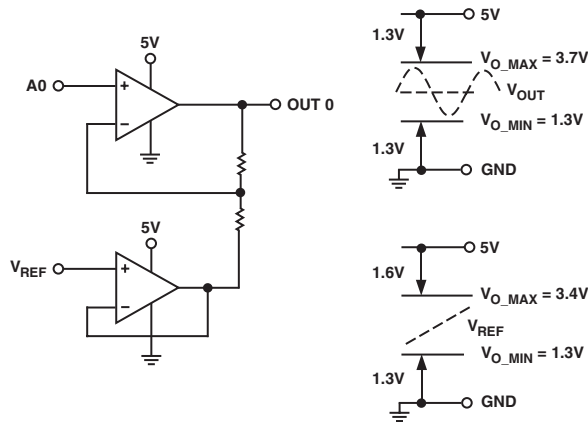 5V
A0
+
−
OUT 0
5V
VREF
+
−
5V
1.3V
VO_MAX = 3.7V
VOUT
VO_MIN = 1.3V
1.3V
GND
5V
1.6V
VO_MAX = 3.4V
VREF
VO_MIN = 1.3V
1.3V
GND